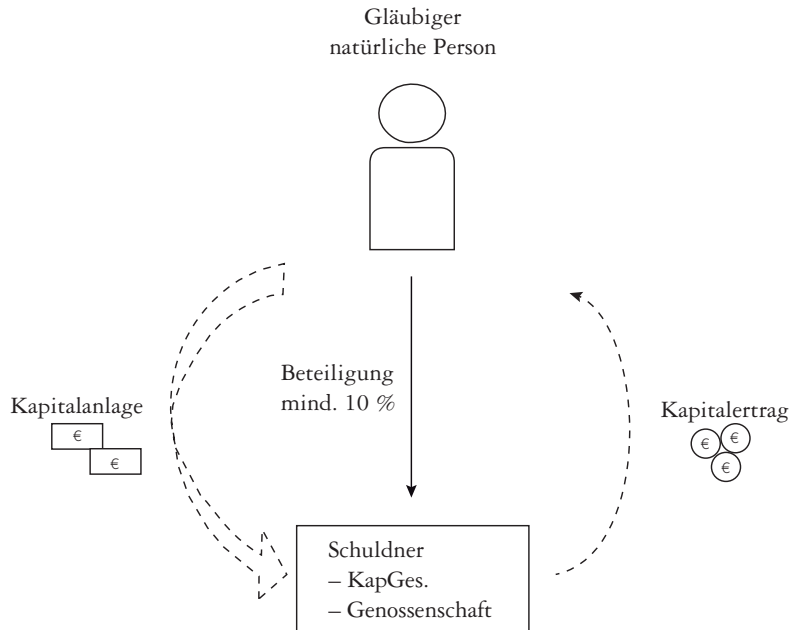 Gläubiger
natürliche Person
Beteiligung
mind. 10 %
Kapitalanlage
€
€
Kapitalertrag
€
€
€
Schuldner
– KapGes.
– Genossenschaft